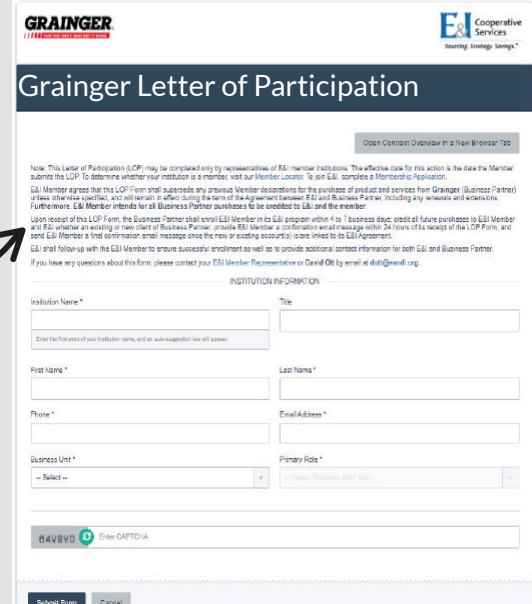 GRAINGER
FOR THE ONES WHO GET IT DONE
E&I Cooperative
Services
Sourcing. Strategy. Savings.
Grainger Letter of Participation
Open Contract Overview in a New Browser Tab
Note: This Letter of Participation (LOP) may be completed only by representatives of E&I member institutions. The effective date for this action is the date the Member
submits the LOP. To determine whether your institution is a member, visit our Member Locator. To join E&I, complete a Membership Application.
E&I Member agrees that this LOP Form shall supersede any previous Member declarations for the purchase of product and services from Grainger (Business Partner)
unless otherwise specified, and will remain in effect during the term of the Agreement between E&I and Business Partner, including any renewals and extensions.
Furthermore, E&I Member intends for all Business Partner purchases to be credited to E&I and the member.
Upon receipt of this LOP Form, the Business Partner shall enroll E&I Member in its E&I program within 4 to 7 business days; credit all future purchases to E&I Member
and E&I whether an existing or new client of Business Partner; provide E&I Member a confirmation email message within 24 hours of its receipt of the LOP Form, and
send E&I Member a final confirmation email message once the new or existing account(s) is/are linked to its E&I Agreement.
E&I shall follow-up with the E&I Member to ensure successful enrollment as well as to provide additional contact information for both E&I and Business Partner.
If you have any questions about this form, please contact your E&I Member Representative or David Ott by email at dott@eandi.org.
INSTITUTION INFORMATION
Institution Name * Title
Enter the first word of your institution name, and an auto-suggestion box will appear
First Name * Last Name *
Phone * Email Address *
Business Unit * Primary Role *
-- Select -- -- Select "Business Unit" first --
64V8VD Enter CAPTCHA
Submit Form Cancel